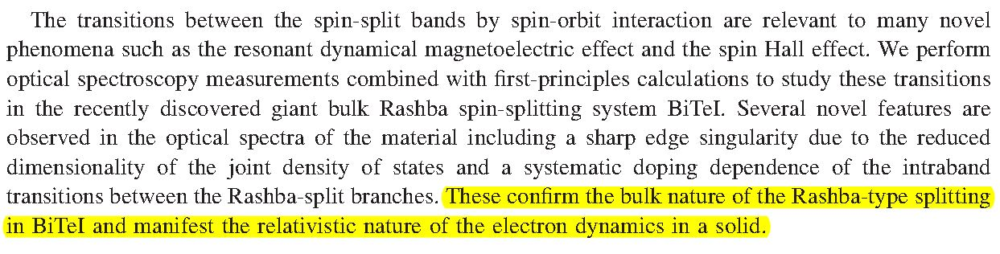 The transitions between the spin-split bands by spin-orbit interaction are relevant to many novel
phenomena such as the resonant dynamical magnetoelectric effect and the spin Hall effect. We perform
optical spectroscopy measurements combined with first-principles calculations to study these transitions
in the recently discovered giant bulk Rashba spin-splitting system BiTeI. Several novel features are
observed in the optical spectra of the material including a sharp edge singularity due to the reduced
dimensionality of the joint density of states and a systematic doping dependence of the intraband
transitions between the Rashba-split branches. These confirm the bulk nature of the Rashba-type splitting
in BiTeI and manifest the relativistic nature of the electron dynamics in a solid.